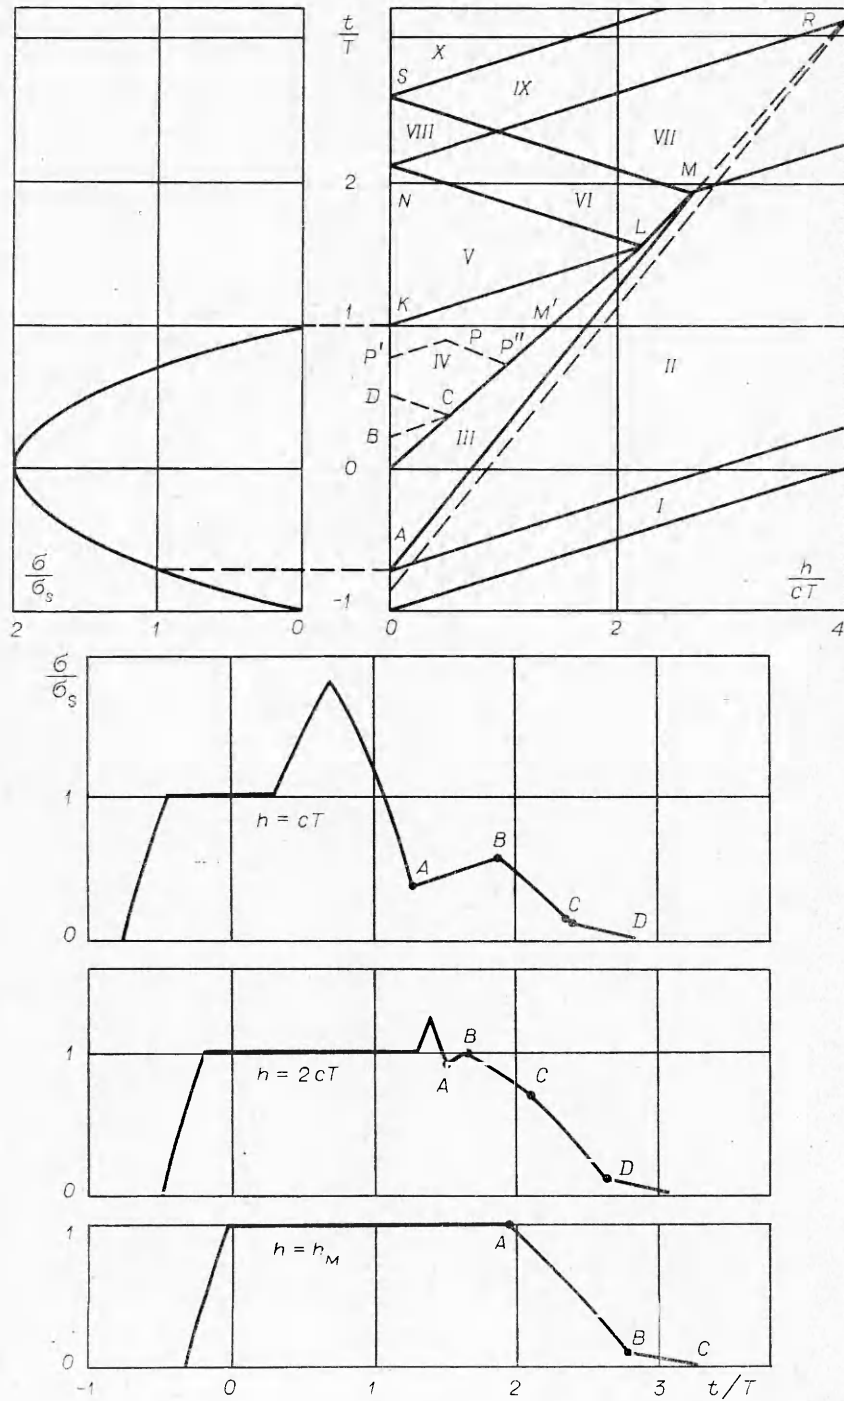 t/T
X
R
S
IX
VIII
VII
2
M
N
VI
L
V
K
1
M'
P
P'
P''
IV
II
D
C
B
III
0
A
I
σ/σs
h/cT
-1
2
1
0
0
2
4
σ/σs
1
h = cT
B
A
C
D
0
B
1
h = 2cT
A
C
D
0
1
A
h = hM
B
C
0
-1
0
1
2
3
t/T